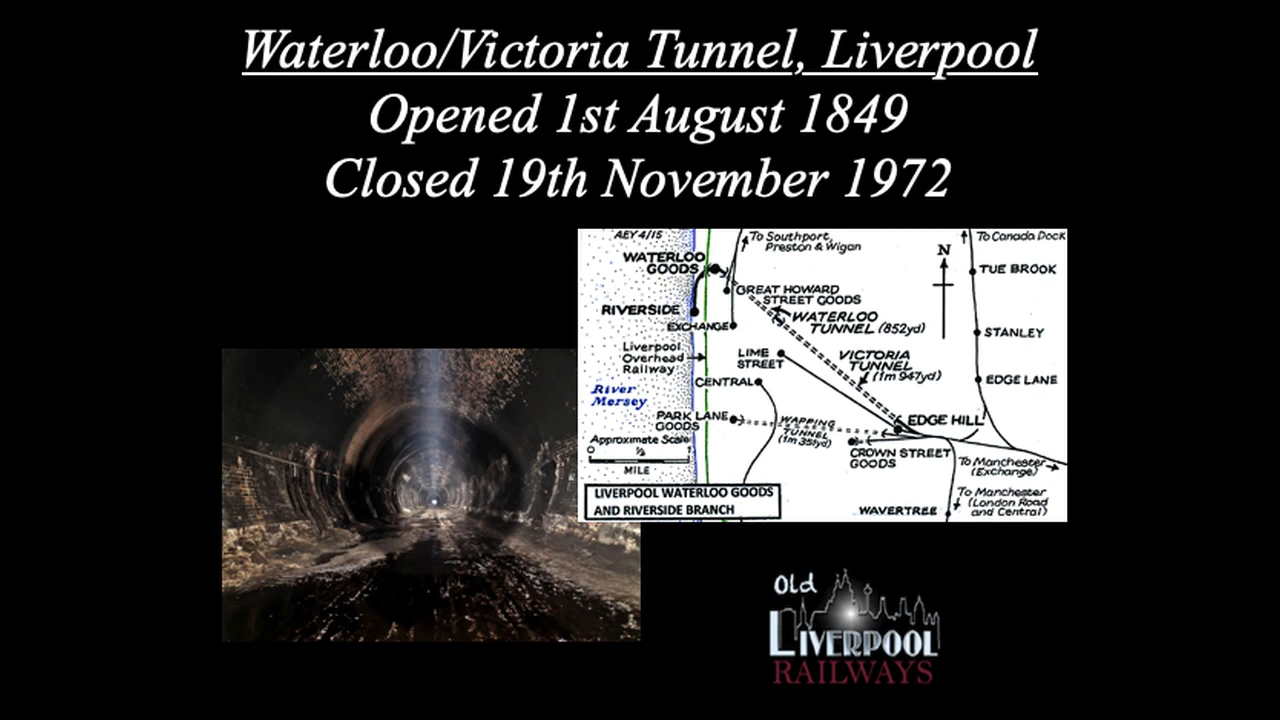 Waterloo/Victoria Tunnel, Liverpool
Opened 1st August 1849
Closed 19th November 1972
AEY 4/15
To Southport,
Preston & Wigan
To Canada Dock
WATERLOO
GOODS
N
TUE BROOK
GREAT HOWARD
STREET GOODS
RIVERSIDE
WATERLOO
TUNNEL (852yd)
EXCHANGE
STANLEY
Liverpool
Overhead
Railway
LIME
STREET
VICTORIA
TUNNEL
(1m 947yd)
CENTRAL
EDGE LANE
River
Mersey
PARK LANE
GOODS
WAPPING
TUNNEL
(1m 351yd)
EDGE HILL
Approximate Scale
0 ½ 1
MILE
CROWN STREET
GOODS
To Manchester
(Exchange)
LIVERPOOL WATERLOO GOODS
AND RIVERSIDE BRANCH
To Manchester
(London Road
and Central)
WAVERTREE
Old
LIVERPOOL
RAILWAYS